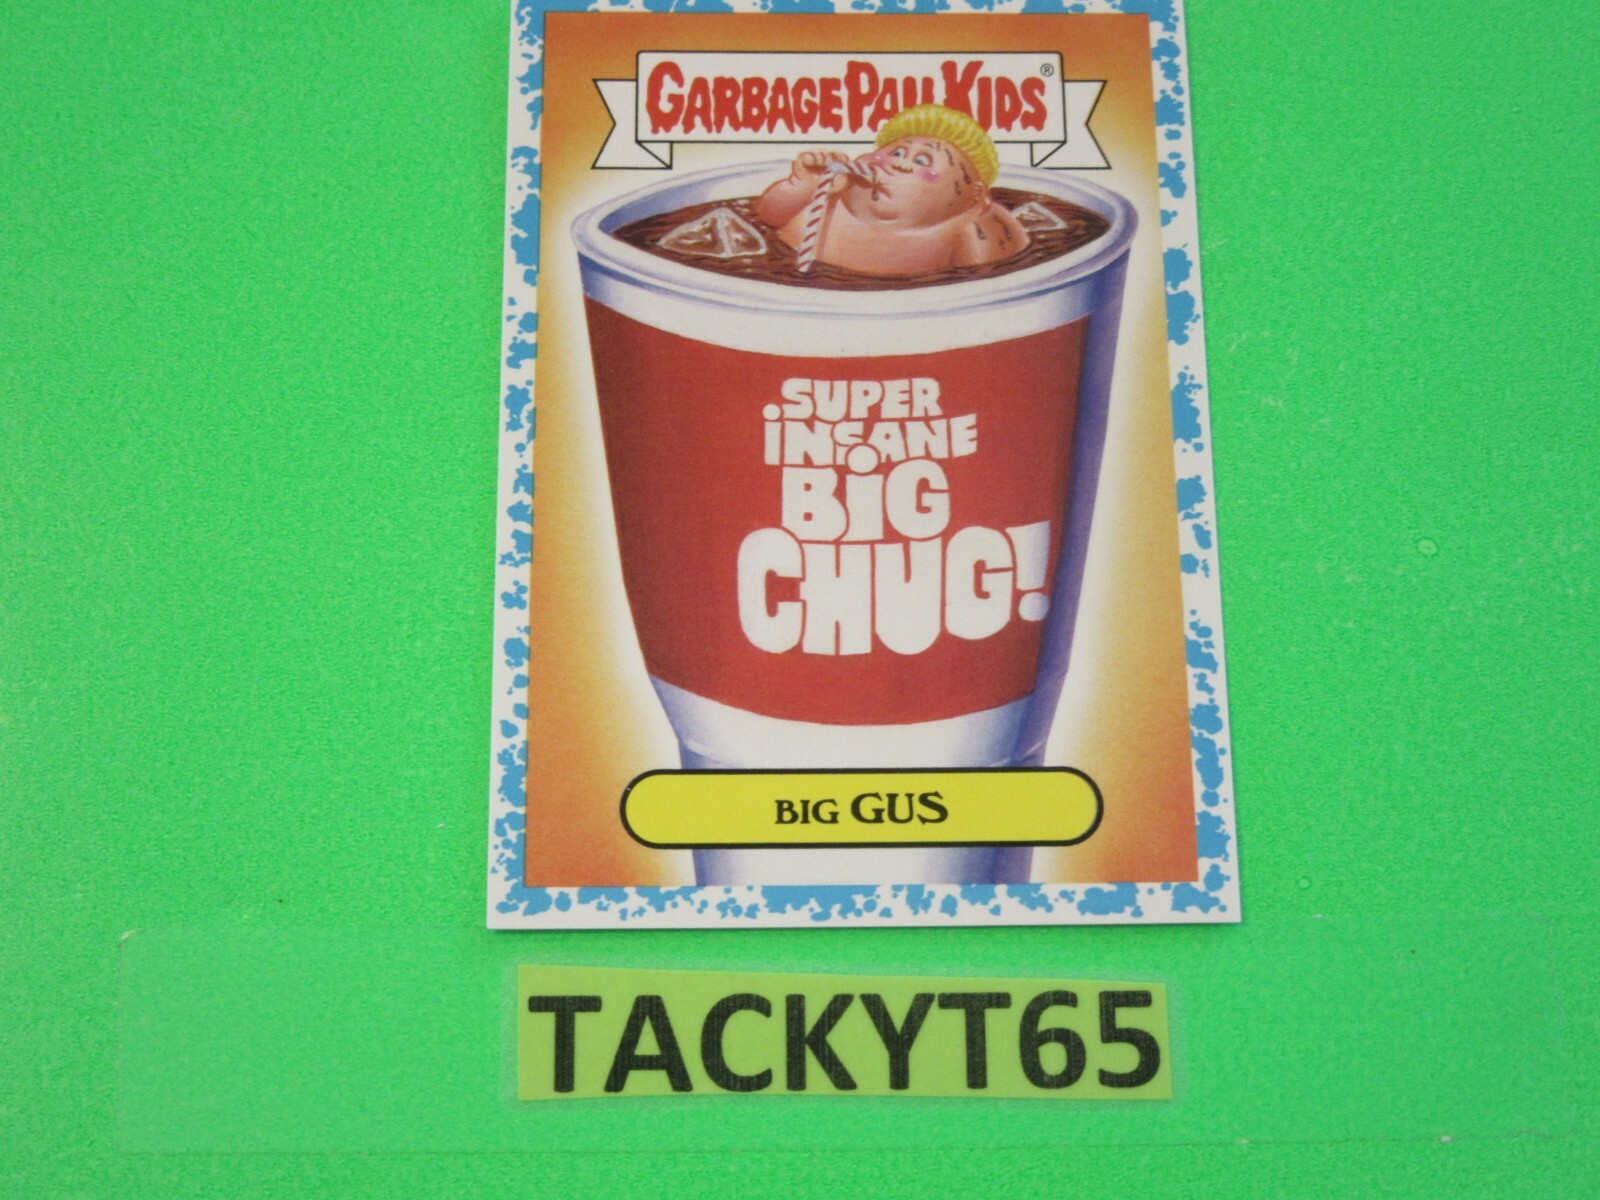 GARBAGE PAIL KIDS®
SUPER
iNSANE
BiG
CHUG!
BIG GUS
TACKYT65